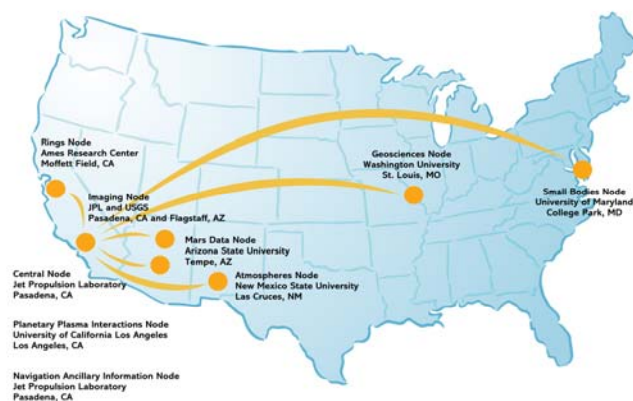 Rings Node
Ames Research Center
Moffett Field, CA
Imaging Node
JPL and USGS
Pasadena, CA and Flagstaff, AZ
Geosciences Node
Washington University
St. Louis, MO
Small Bodies Node
University of Maryland
College Park, MD
Mars Data Node
Arizona State University
Tempe, AZ
Central Node
Jet Propulsion Laboratory
Pasadena, CA
Atmospheres Node
New Mexico State University
Las Cruces, NM
Planetary Plasma Interactions Node
University of California Los Angeles
Los Angeles, CA
Navigation Ancillary Information Node
Jet Propulsion Laboratory
Pasadena, CA